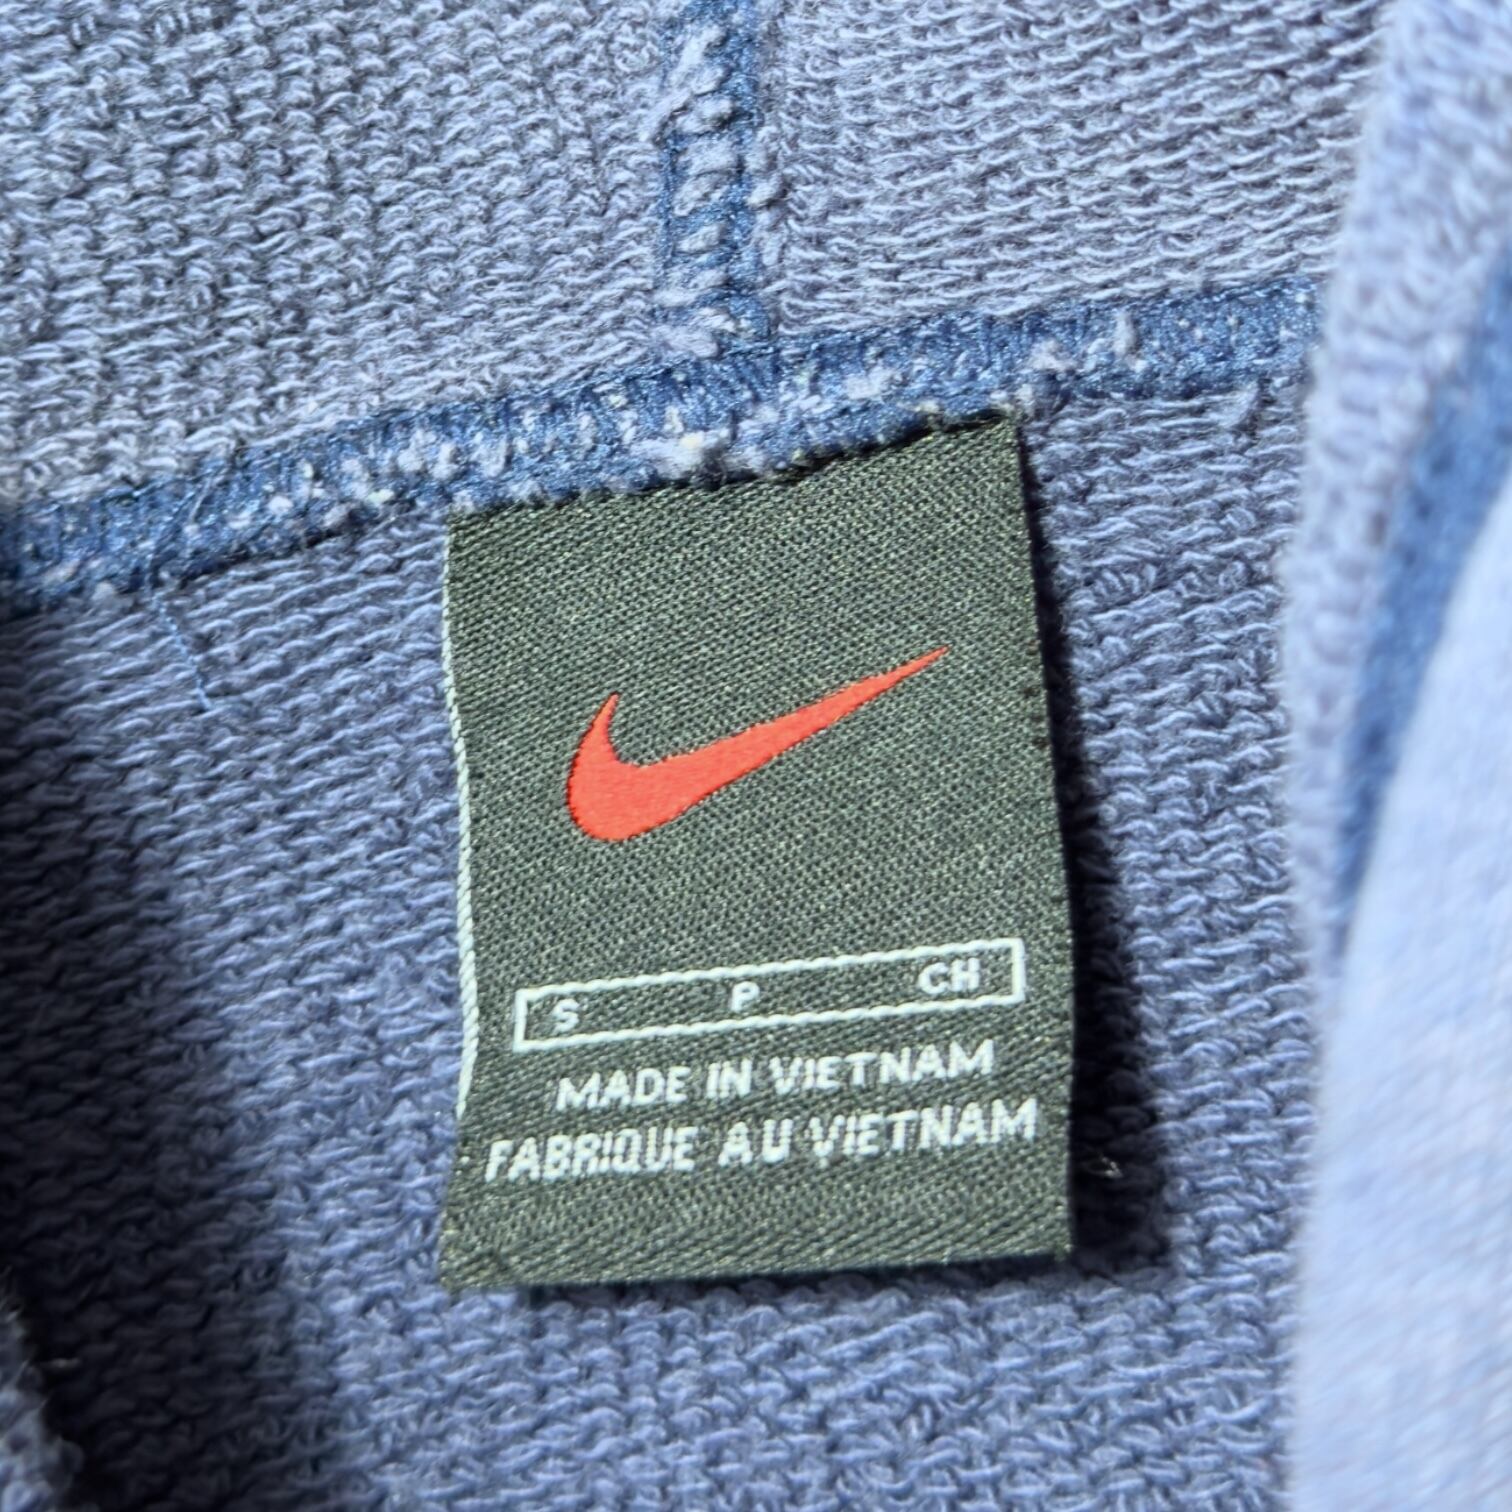 S P CH
MADE IN VIETNAM
FABRIQUE AU VIETNAM